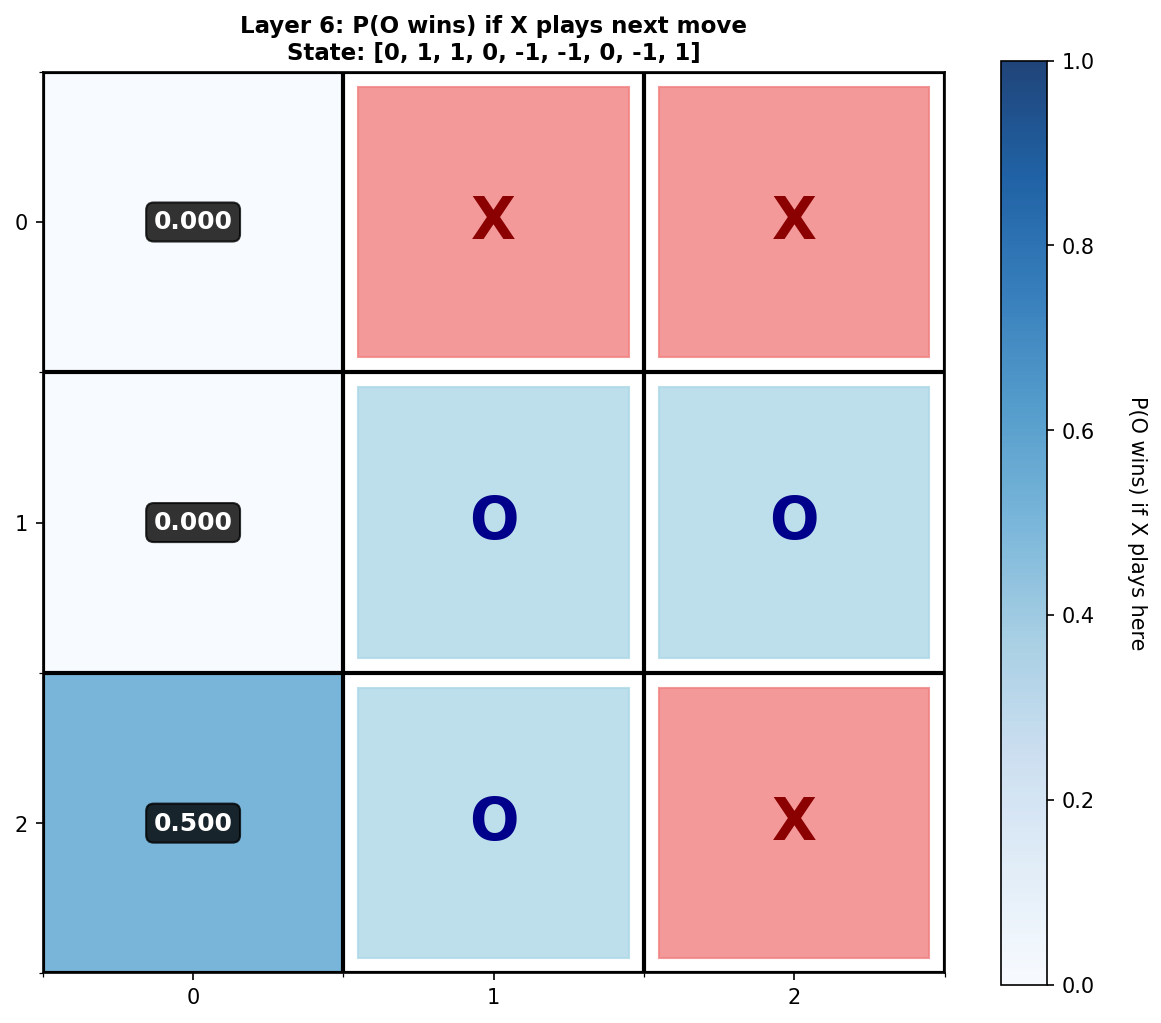 Layer 6: P(O wins) if X plays next move
State: [0, 1, 1, 0, -1, -1, 0, -1, 1]
0
0.000
X
X
1
0.000
O
O
2
0.500
O
X
0
1
2
1.0
0.8
0.6
0.4
0.2
0.0
P(O wins) if X plays here